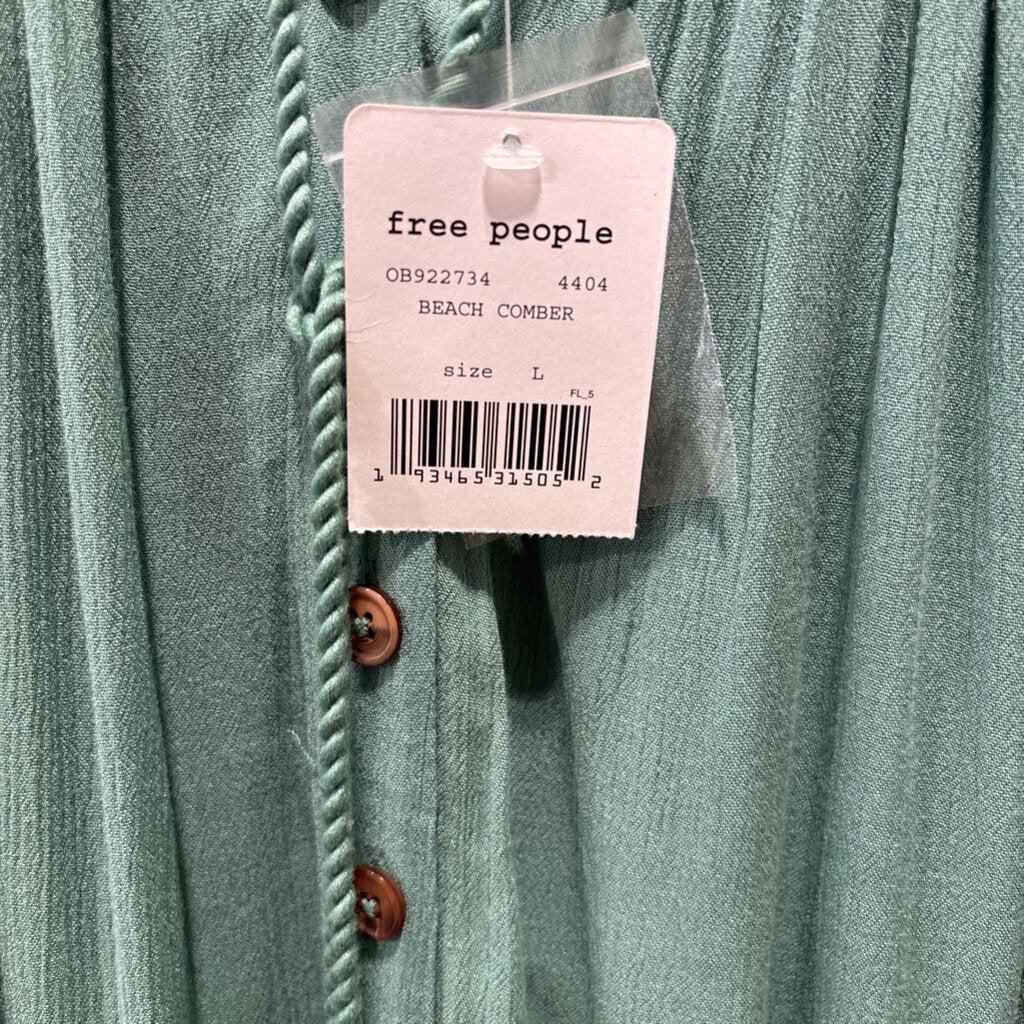 free people
OB922734 4404
BEACH COMBER
size L
FL_5
1 93465 31505 2